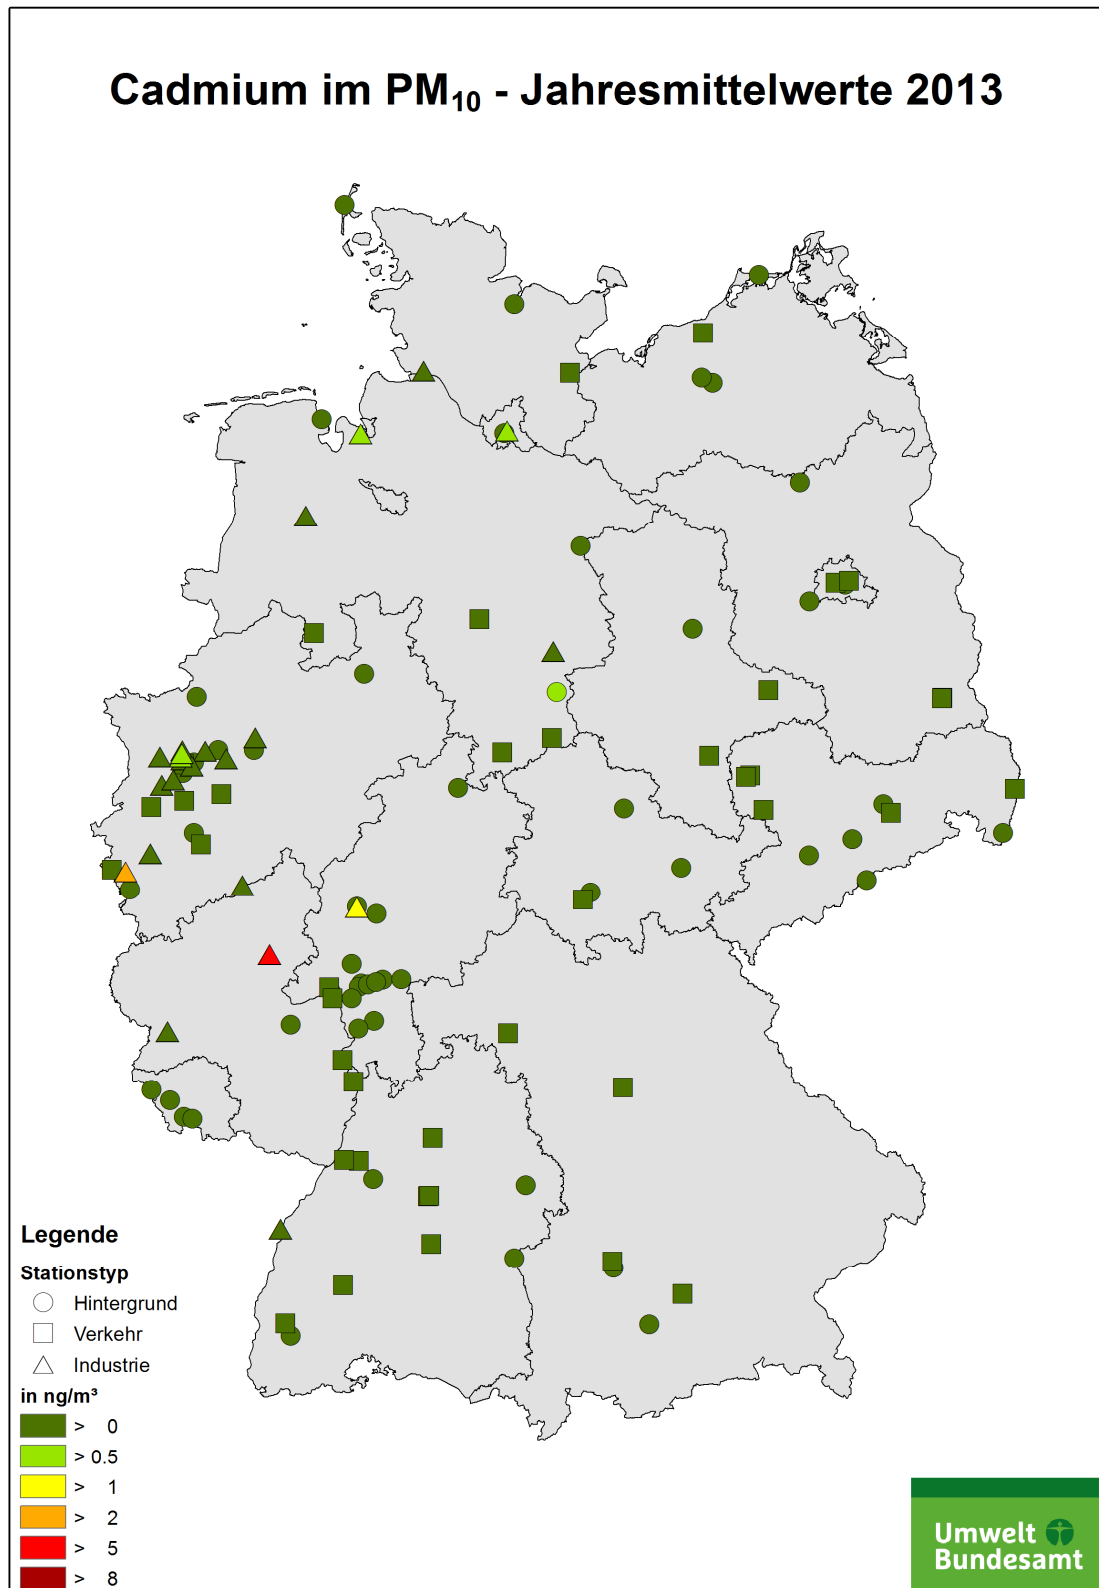 Cadmium im PM₁₀ - Jahresmittelwerte 2013
Legende
Stationstyp
Hintergrund
Verkehr
Industrie
in ng/m³
> 0
> 0.5
> 1
> 2
> 5
> 8
Umwelt
Bundesamt